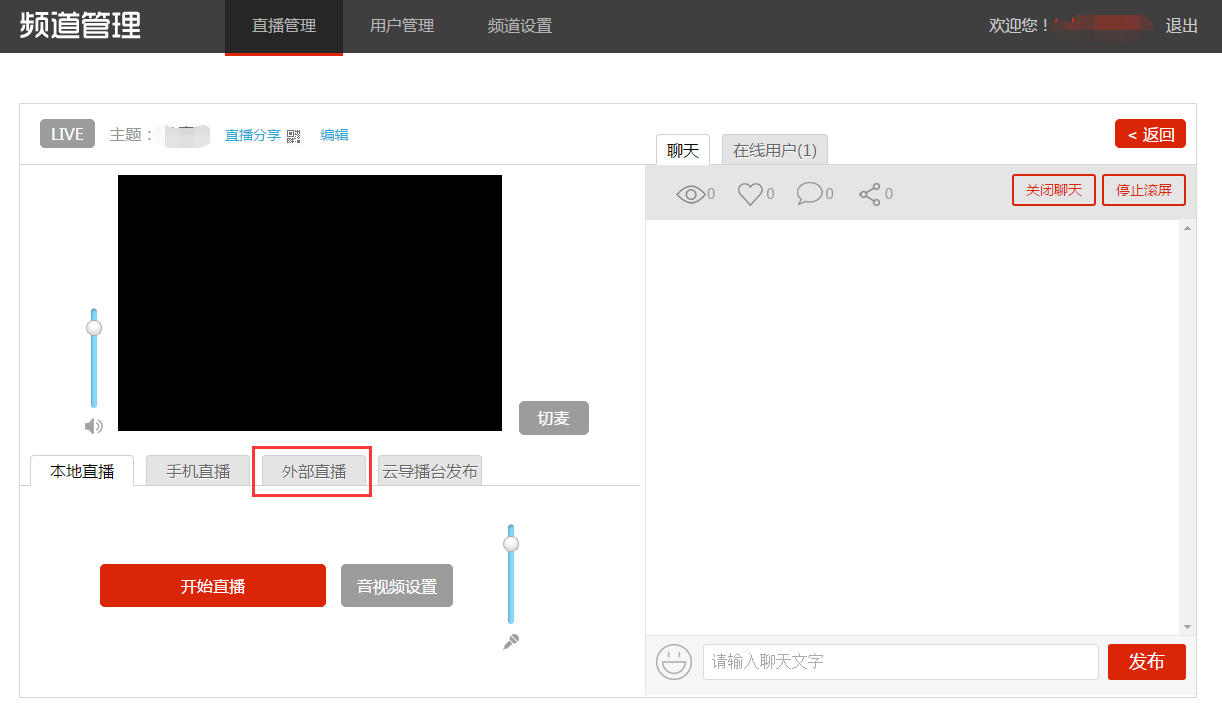 频道管理 直播管理 用户管理 频道设置 欢迎您！ 退出
LIVE 主题： 直播分享 编辑 < 返回
聊天 在线用户(1)
0 0 0 0 关闭聊天 停止滚屏
切麦
本地直播 手机直播 外部直播 云导播台发布
开始直播 音视频设置
请输入聊天文字 发布